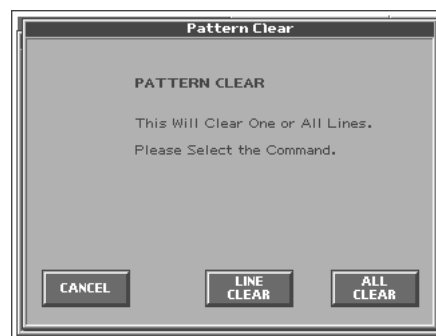 Pattern Clear
PATTERN CLEAR
This Will Clear One or All Lines.
Please Select the Command.
CANCEL
LINE
CLEAR
ALL
CLEAR